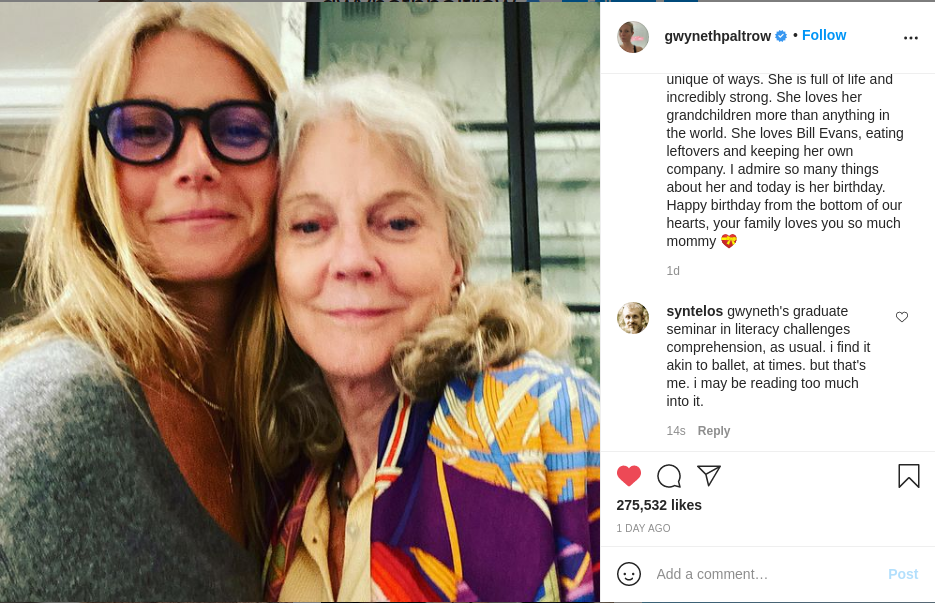 gwynethpaltrow • Follow
unique of ways. She is full of life and
incredibly strong. She loves her
grandchildren more than anything in
the world. She loves Bill Evans, eating
leftovers and keeping her own
company. I admire so many things
about her and today is her birthday.
Happy birthday from the bottom of our
hearts, your family loves you so much
mommy 💝
1d
syntelos gwyneth's graduate
seminar in literacy challenges
comprehension, as usual. i find it
akin to ballet, at times. but that's
me. i may be reading too much
into it.
14s Reply
275,532 likes
1 DAY AGO
Add a comment…
Post